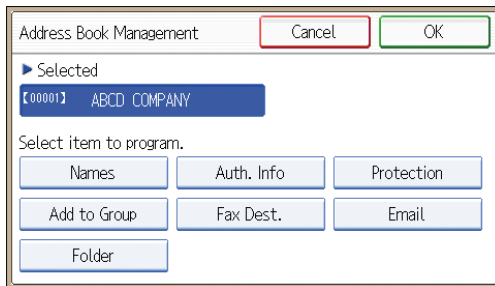 Address Book Management Cancel OK
Selected
【00001】 ABCD COMPANY
Select item to program.
Names Auth. Info Protection
Add to Group Fax Dest. Email
Folder